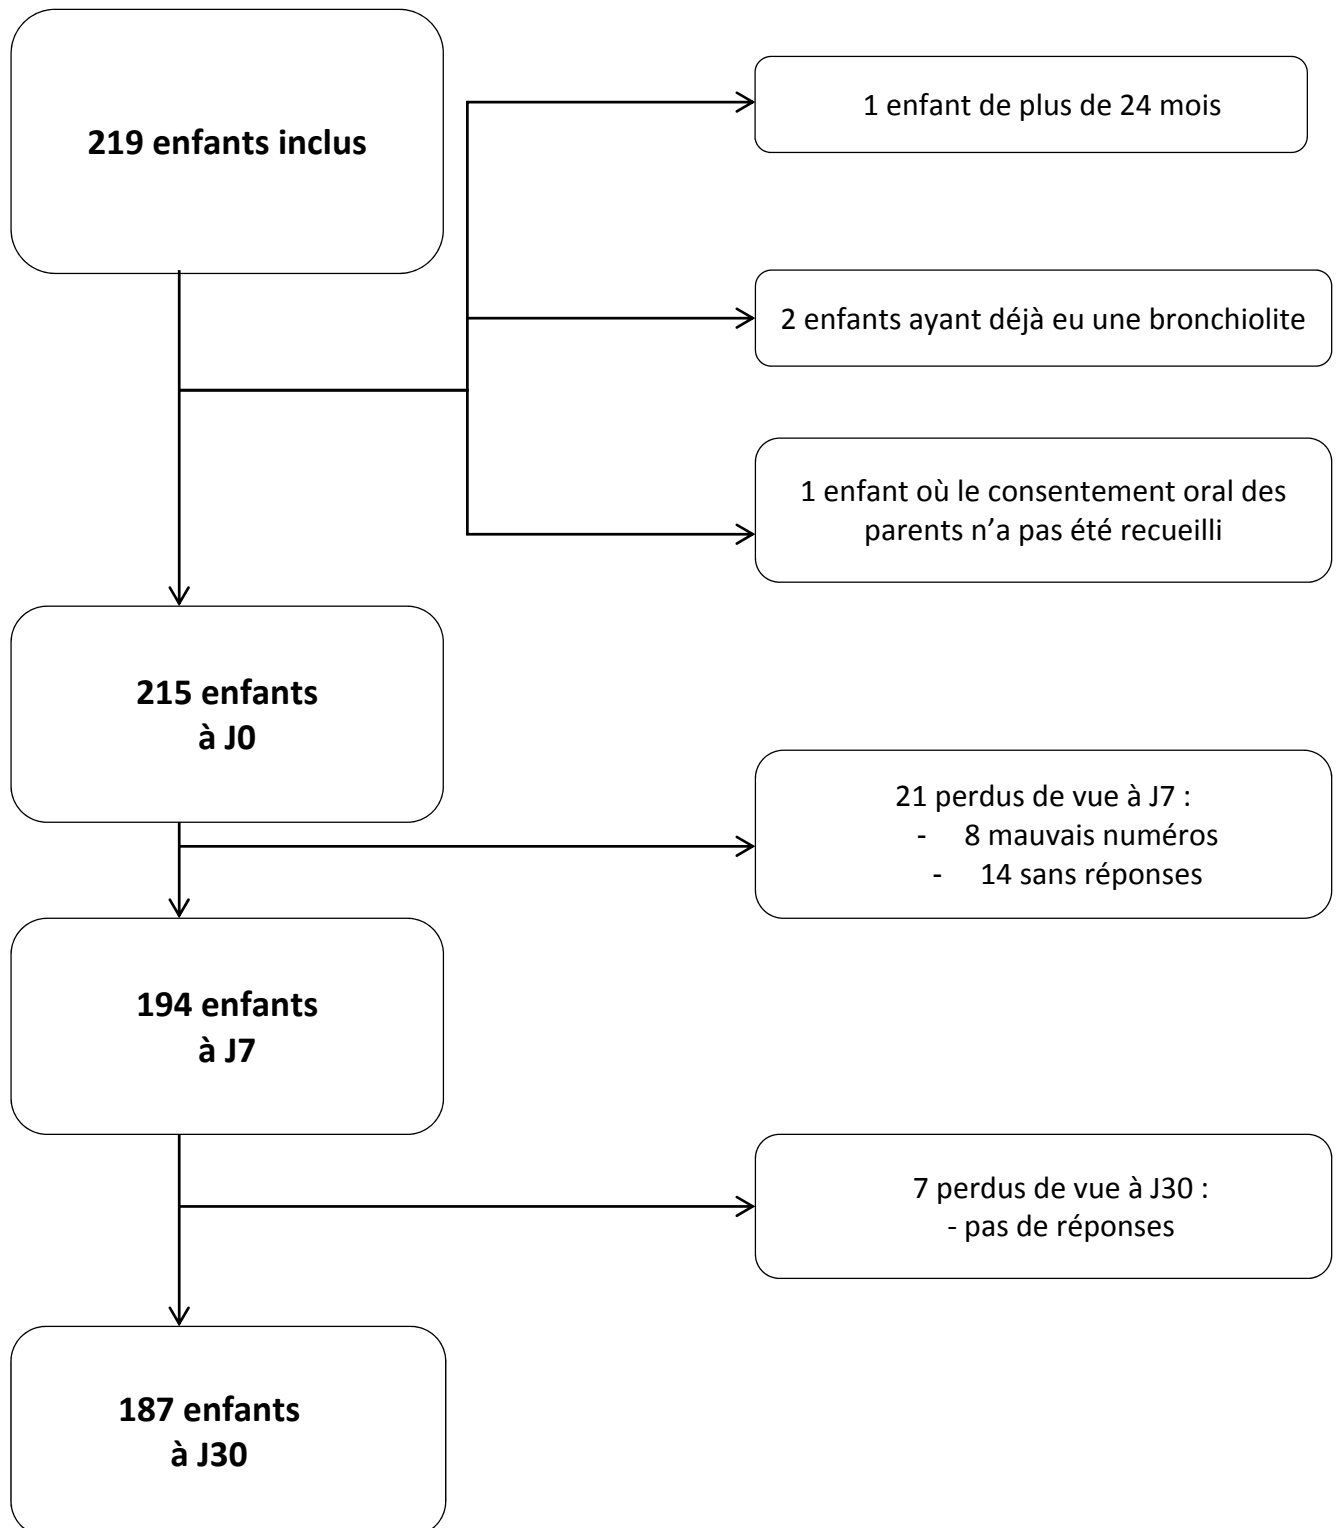 219 enfants inclus
1 enfant de plus de 24 mois
2 enfants ayant déjà eu une bronchiolite
1 enfant où le consentement oral des
parents n’a pas été recueilli
215 enfants
à J0
21 perdus de vue à J7 :
- 8 mauvais numéros
- 14 sans réponses
194 enfants
à J7
7 perdus de vue à J30 :
- pas de réponses
187 enfants
à J30